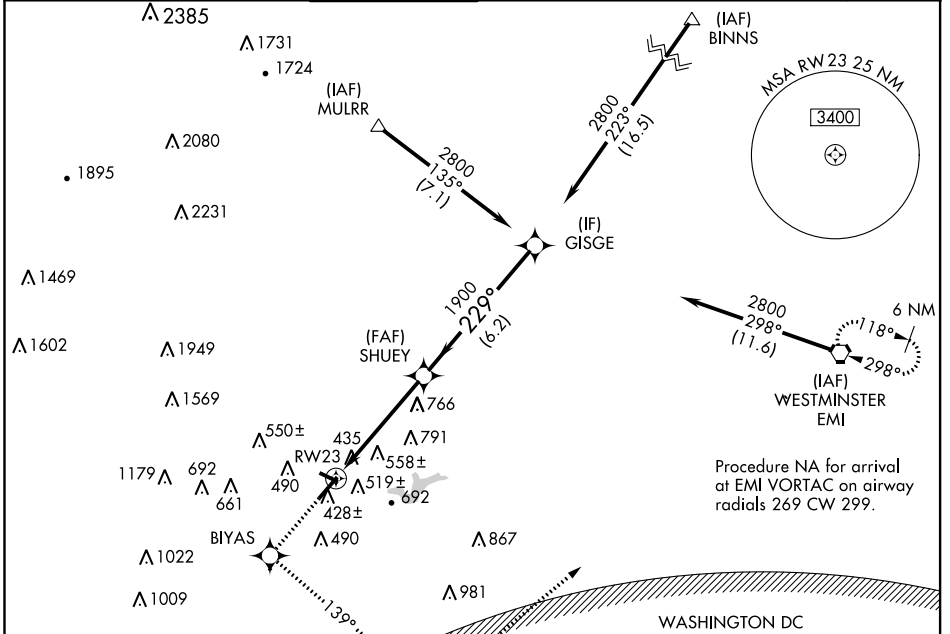 2385
(IAF)
BINNS
1731
1724
MSA RW 23 25 NM
3400
(IAF)
MULRR
2800
223°
(16.5)
2080
2800
135°
(7.1)
1895
2231
(IF)
GISGE
1469
1900
229°
(6.2)
2800
298°
(11.6)
6 NM
118°
298°
(IAF)
WESTMINSTER
EMI
1602
1949
(FAF)
SHUEY
1569
766
550±
435
791
RW23
558±
1179
692
490
519±
661
692
428±
Procedure NA for arrival
at EMI VORTAC on airway
radials 269 CW 299.
BIYAS
490
867
1022
1009
981
139°
WASHINGTON DC